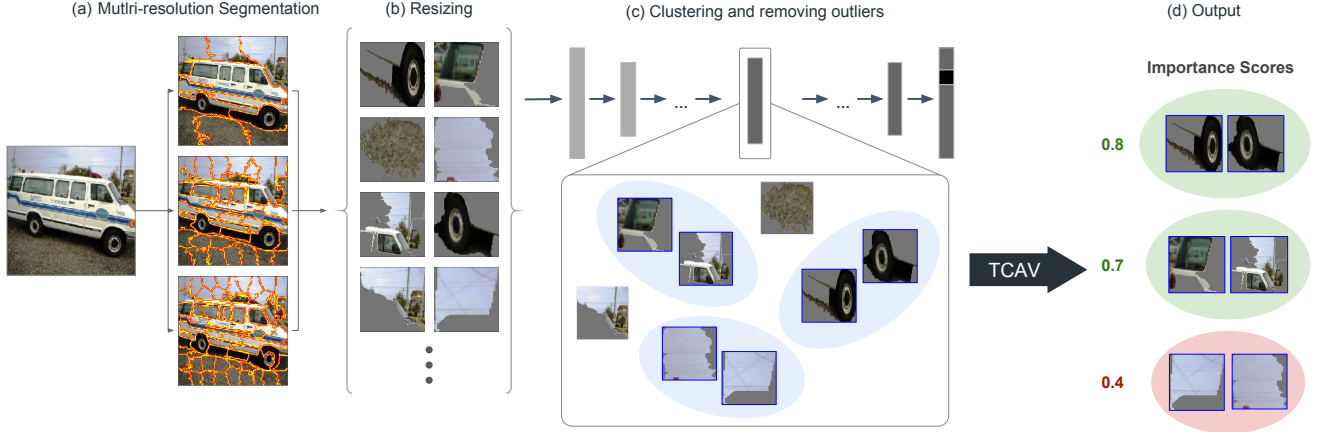 (a) Mutlri-resolution Segmentation
(b) Resizing
(c) Clustering and removing outliers
(d) Output
...
...
Importance Scores
0.8
TCAV
0.7
0.4